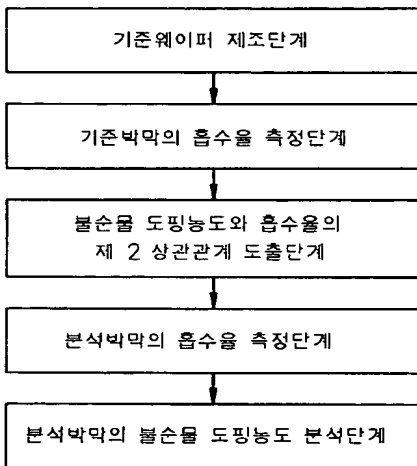 기준웨이퍼 제조단계
기준박막의 흡수율 측정단계
불순물 도핑농도와 흡수율의
제 2 상관관계 도출단계
분석박막의 흡수율 측정단계
분석박막의 불순물 도핑농도 분석단계